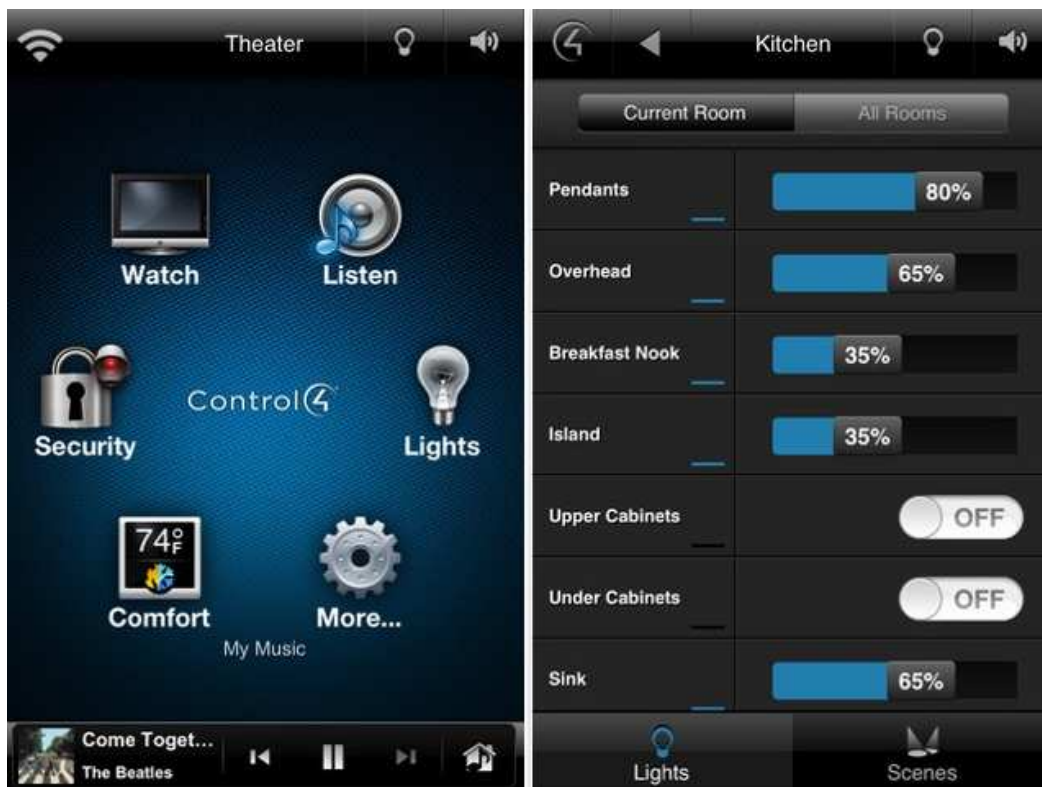 Theater
Watch
Listen
Security
Control4
Lights
74°F
Comfort
More...
My Music
Come Toget...
The Beatles
Kitchen
Current Room
All Rooms
Pendants
80%
Overhead
65%
Breakfast Nook
35%
Island
35%
Upper Cabinets
OFF
Under Cabinets
OFF
Sink
65%
Lights
Scenes